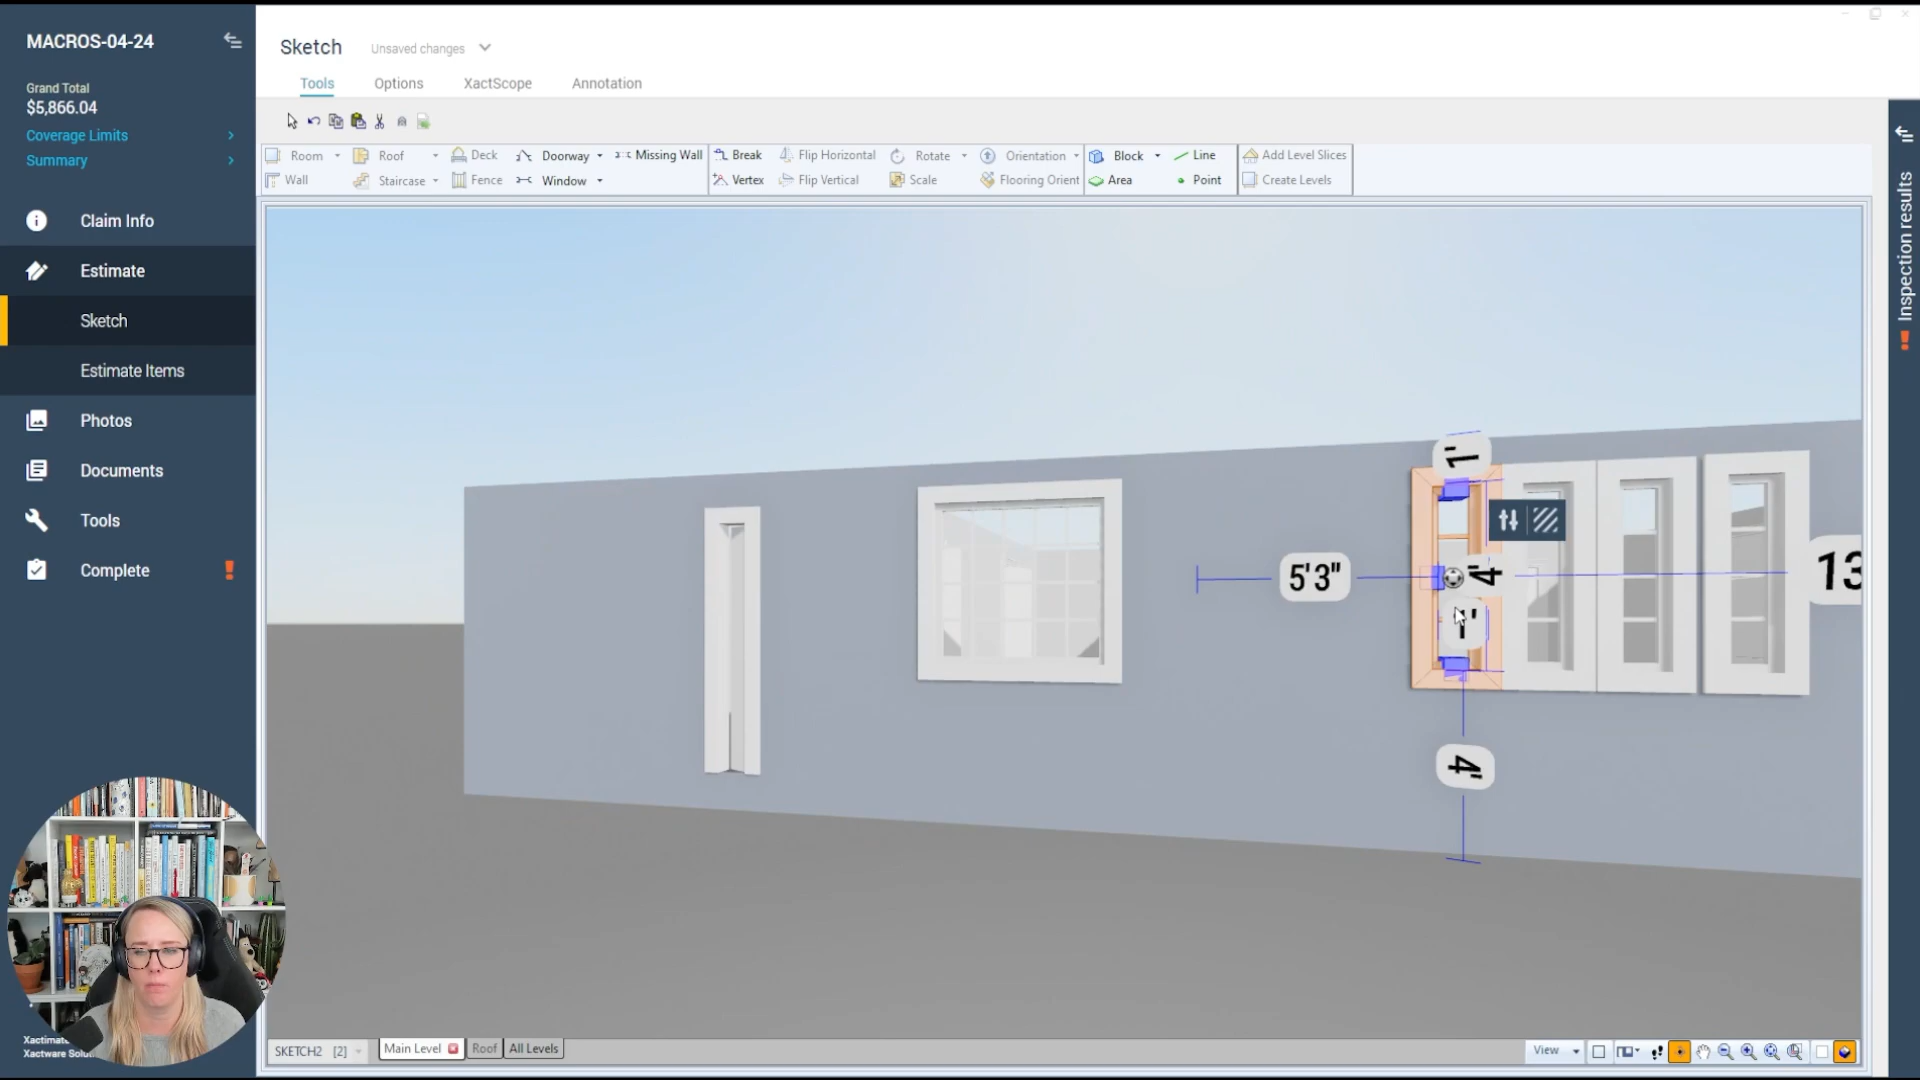 MACROS-04-24
Grand Total
$5,866.04
Coverage Limits
Summary
Claim Info
Estimate
Sketch
Estimate Items
Photos
Documents
Tools
Complete
Sketch
Unsaved changes
Tools
Options
XactScope
Annotation
Room
Roof
Deck
Doorway
Missing Wall
Break
Flip Horizontal
Rotate
Orientation
Block
Line
Add Level Slices
Wall
Staircase
Fence
Window
Vertex
Flip Vertical
Scale
Flooring Orient
Area
Point
Create Levels
Inspection results
1'
5'3"
4'
1'
13
4'
SKETCH2 [2]
Main Level
Roof
All Levels
View